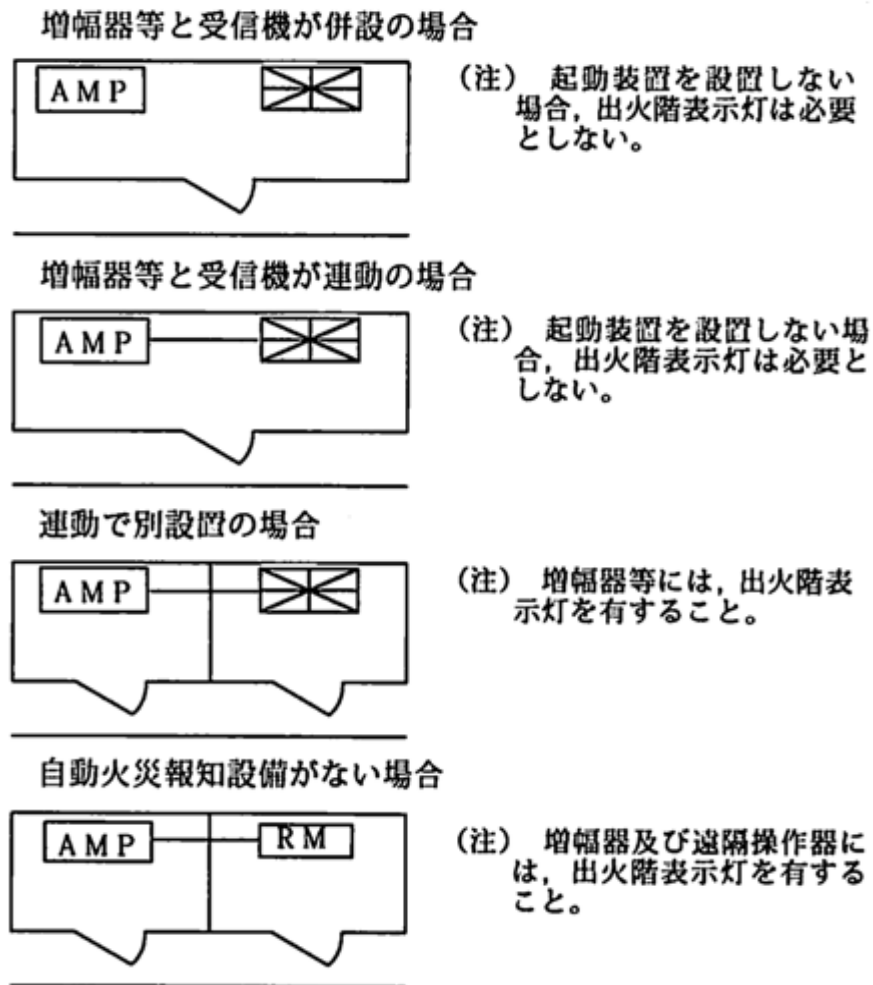 増幅器等と受信機が併設の場合
AMP
(注) 起動装置を設置しない
場合,出火階表示灯は必要
としない。
増幅器等と受信機が連動の場合
AMP
(注) 起動装置を設置しない場
合,出火階表示灯は必要と
しない。
連動で別設置の場合
AMP
(注) 増幅器等には,出火階表
示灯を有すること。
自動火災報知設備がない場合
AMP
RM
(注) 増幅器及び遠隔操作器に
は,出火階表示灯を有する
こと。